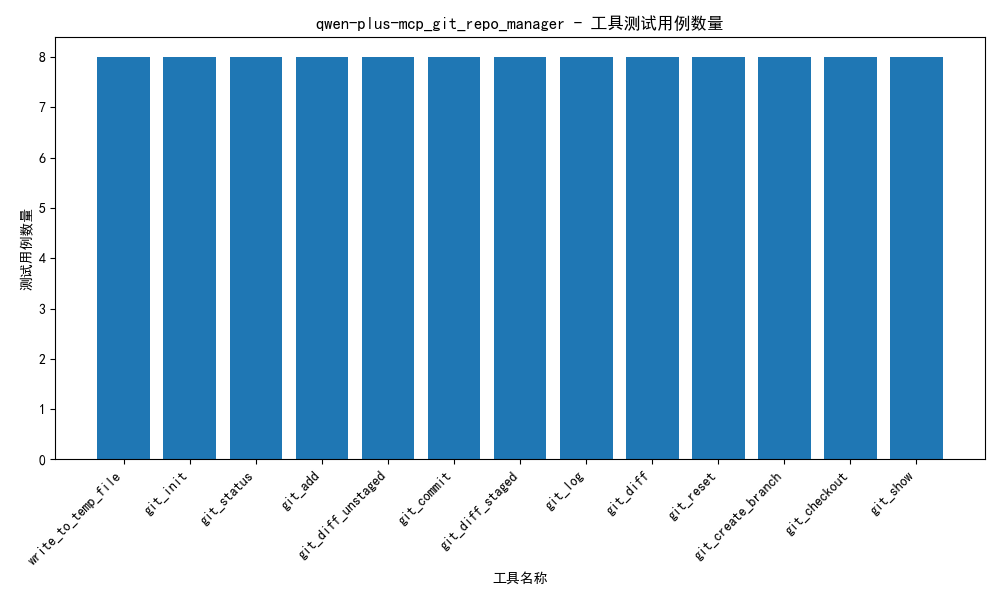 qwen-plus-mcp_git_repo_manager - 工具测试用例数量
测试用例数量
8
7
6
5
4
3
2
1
0
write_to_temp_file
git_init
git_status
git_add
git_diff_unstaged
git_commit
git_diff_staged
git_log
git_diff
git_reset
git_create_branch
git_checkout
git_show
工具名称